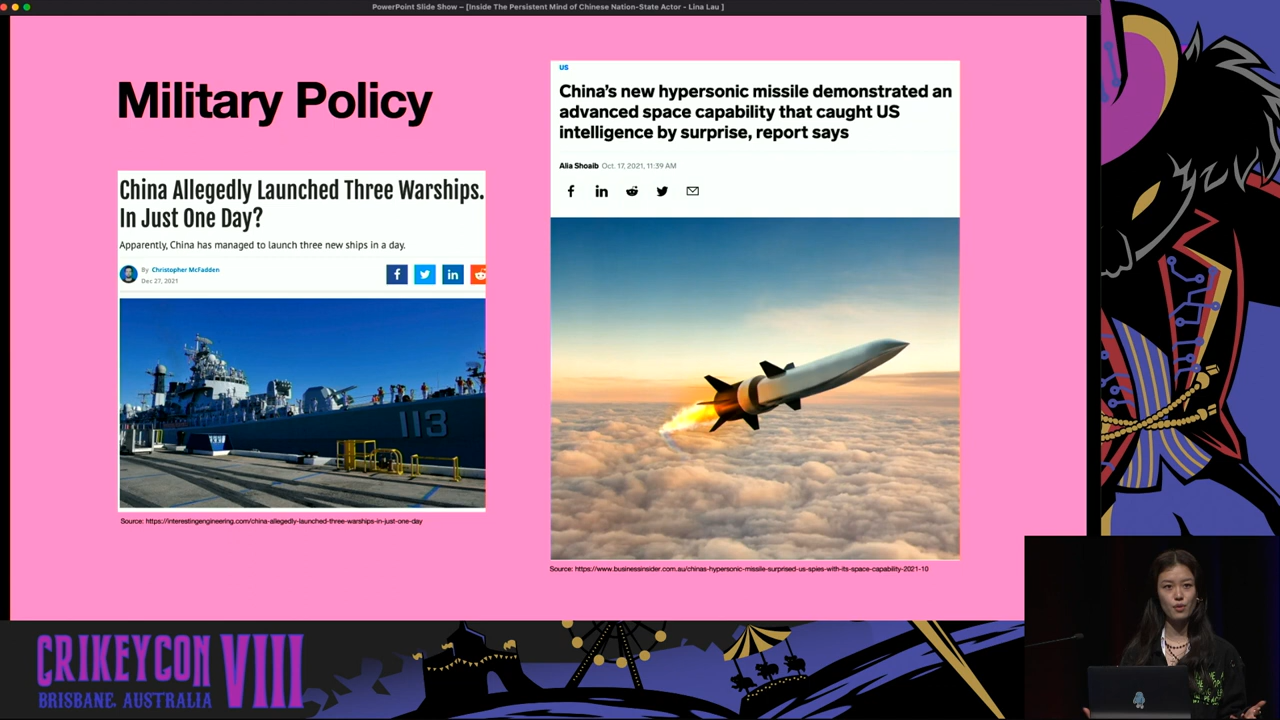 PowerPoint Slide Show – [Inside The Persistent Mind of Chinese Nation-State Actor - Lina Lau ]
Military Policy
China Allegedly Launched Three Warships.
In Just One Day?
Apparently, China has managed to launch three new ships in a day.
By Christopher McFadden
Dec 27, 2021
113
Source: https://interestingengineering.com/china-allegedly-launched-three-warships-in-just-one-day
US
China's new hypersonic missile demonstrated an
advanced space capability that caught US
intelligence by surprise, report says
Alia Shoaib Oct. 17, 2021, 11:39 AM
Source: https://www.businessinsider.com.au/chinas-hypersonic-missile-surprised-us-spies-with-its-space-capability-2021-10
CRIKEYCON VIII
BRISBANE, AUSTRALIA